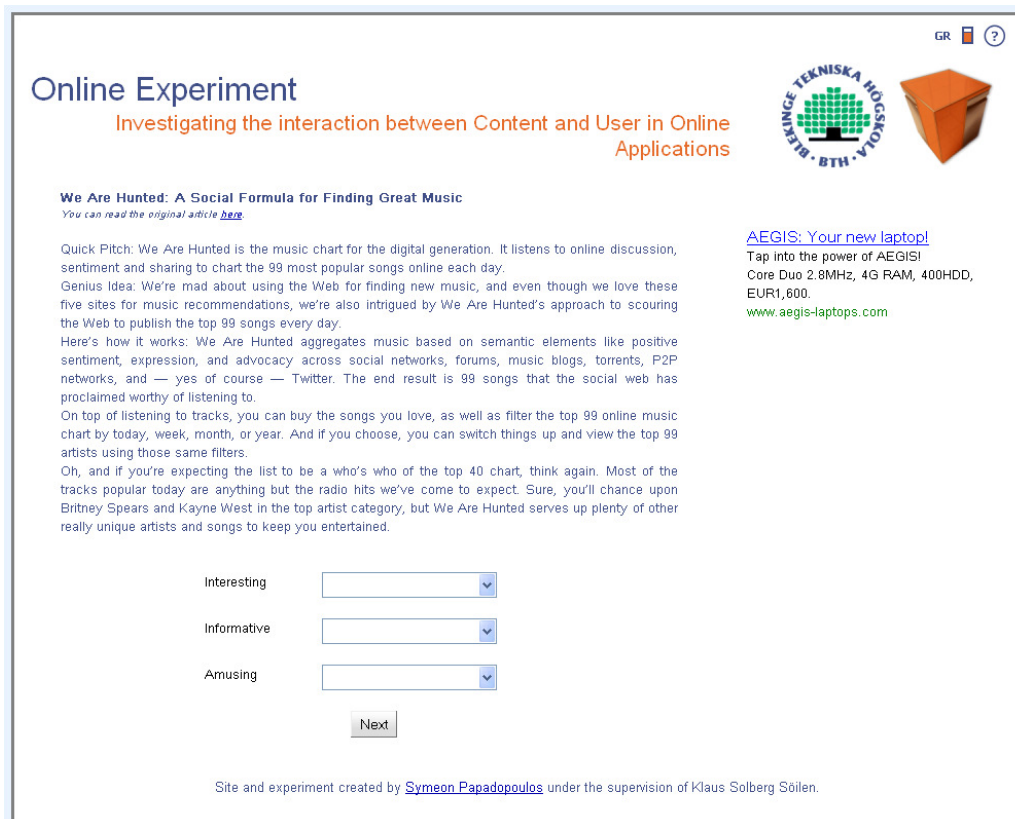 GR
?
Online Experiment
Investigating the interaction between Content and User in Online
Applications
BLEKINGE TEKNISKA HÖGSKOLA
BTH
We Are Hunted: A Social Formula for Finding Great Music
You can read the original article here.
Quick Pitch: We Are Hunted is the music chart for the digital generation. It listens to online discussion,
sentiment and sharing to chart the 99 most popular songs online each day.
Genius Idea: We're mad about using the Web for finding new music, and even though we love these
five sites for music recommendations, we're also intrigued by We Are Hunted's approach to scouring
the Web to publish the top 99 songs every day.
Here's how it works: We Are Hunted aggregates music based on semantic elements like positive
sentiment, expression, and advocacy across social networks, forums, music blogs, torrents, P2P
networks, and — yes of course — Twitter. The end result is 99 songs that the social web has
proclaimed worthy of listening to.
On top of listening to tracks, you can buy the songs you love, as well as filter the top 99 online music
chart by today, week, month, or year. And if you choose, you can switch things up and view the top 99
artists using those same filters.
Oh, and if you're expecting the list to be a who's who of the top 40 chart, think again. Most of the
tracks popular today are anything but the radio hits we've come to expect. Sure, you'll chance upon
Britney Spears and Kayne West in the top artist category, but We Are Hunted serves up plenty of other
really unique artists and songs to keep you entertained.
AEGIS: Your new laptop!
Tap into the power of AEGIS!
Core Duo 2.8MHz, 4G RAM, 400HDD,
EUR1,600.
www.aegis-laptops.com
Interesting
Informative
Amusing
Next
Site and experiment created by Symeon Papadopoulos under the supervision of Klaus Solberg Söilen.